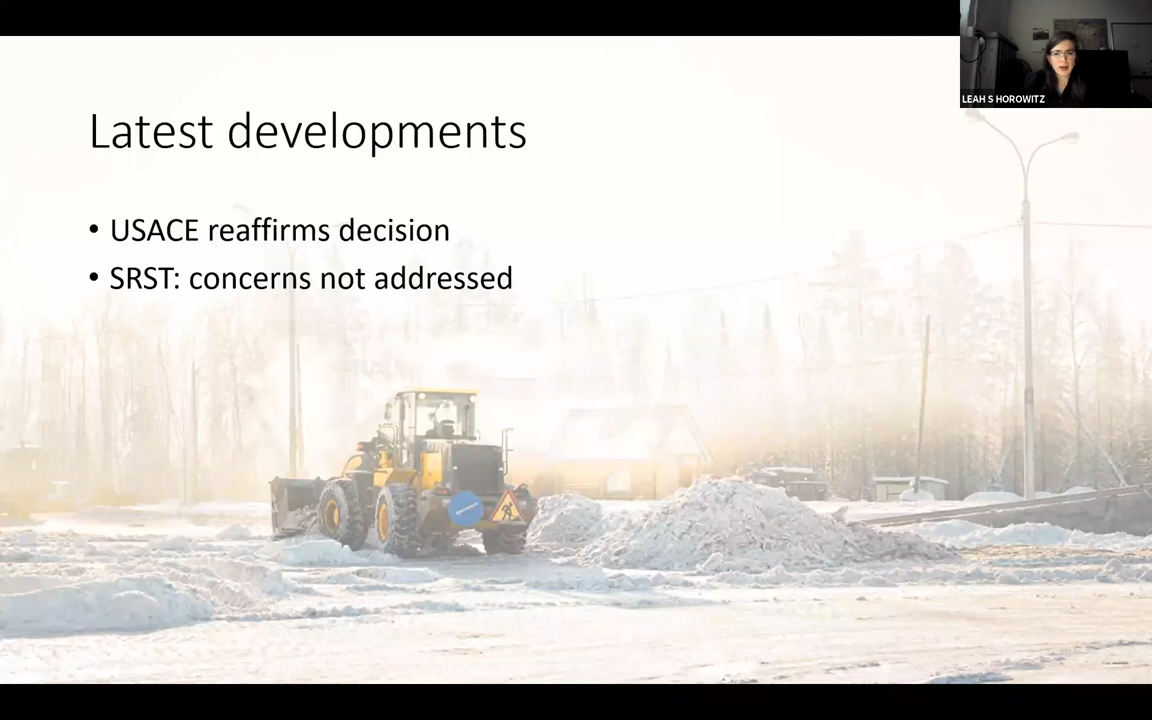 LEAH S HOROWITZ
Latest developments
• USACE reaffirms decision
• SRST: concerns not addressed